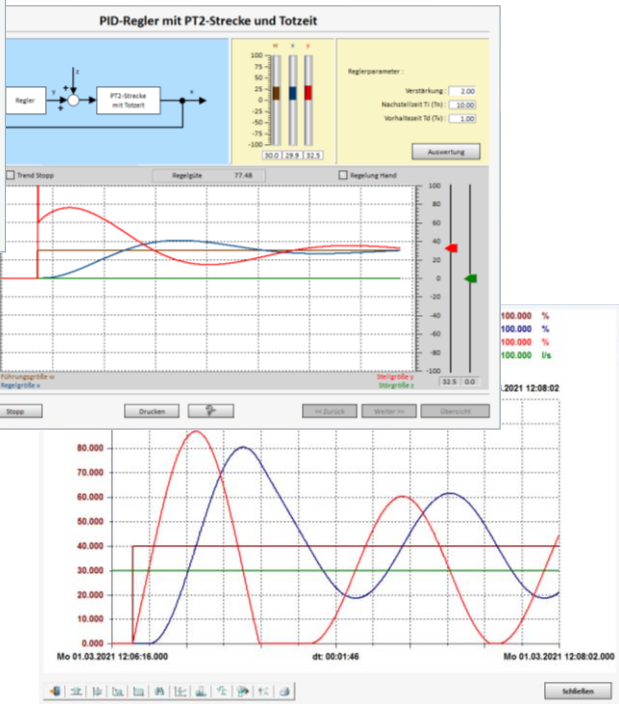 PID-Regler mit PT2-Strecke und Totzeit
w x y
z
Regler
y
+
+
PT2-Strecke
mit Totzeit
x
100
75
50
25
0
-25
-50
-75
-100
30.0 29.9 32.5
Reglerparameter :
Verstärkung : 2.00
Nachstellzeit Ti (Tn) : 10.00
Vorhaltezeit Td (Tv) : 1.00
Auswertung
Trend Stopp
Regelgüte 77.48
Regelung Hand
100
80
60
40
20
0
-20
-40
-60
-80
-100
32.5 0.0
Führungsgröße w
Regelgröße x
Stellgröße y
Störgröße z
Stopp
Drucken
<< Zurück
Weiter >>
Übersicht
100.000 %
100.000 %
100.000 %
100.000 l/s
.2021 12:08:02
80.000
70.000
60.000
50.000
40.000
30.000
20.000
10.000
0.000
Mo 01.03.2021 12:06:16.000
dt: 00:01:46
Mo 01.03.2021 12:08:02.000
Schließen